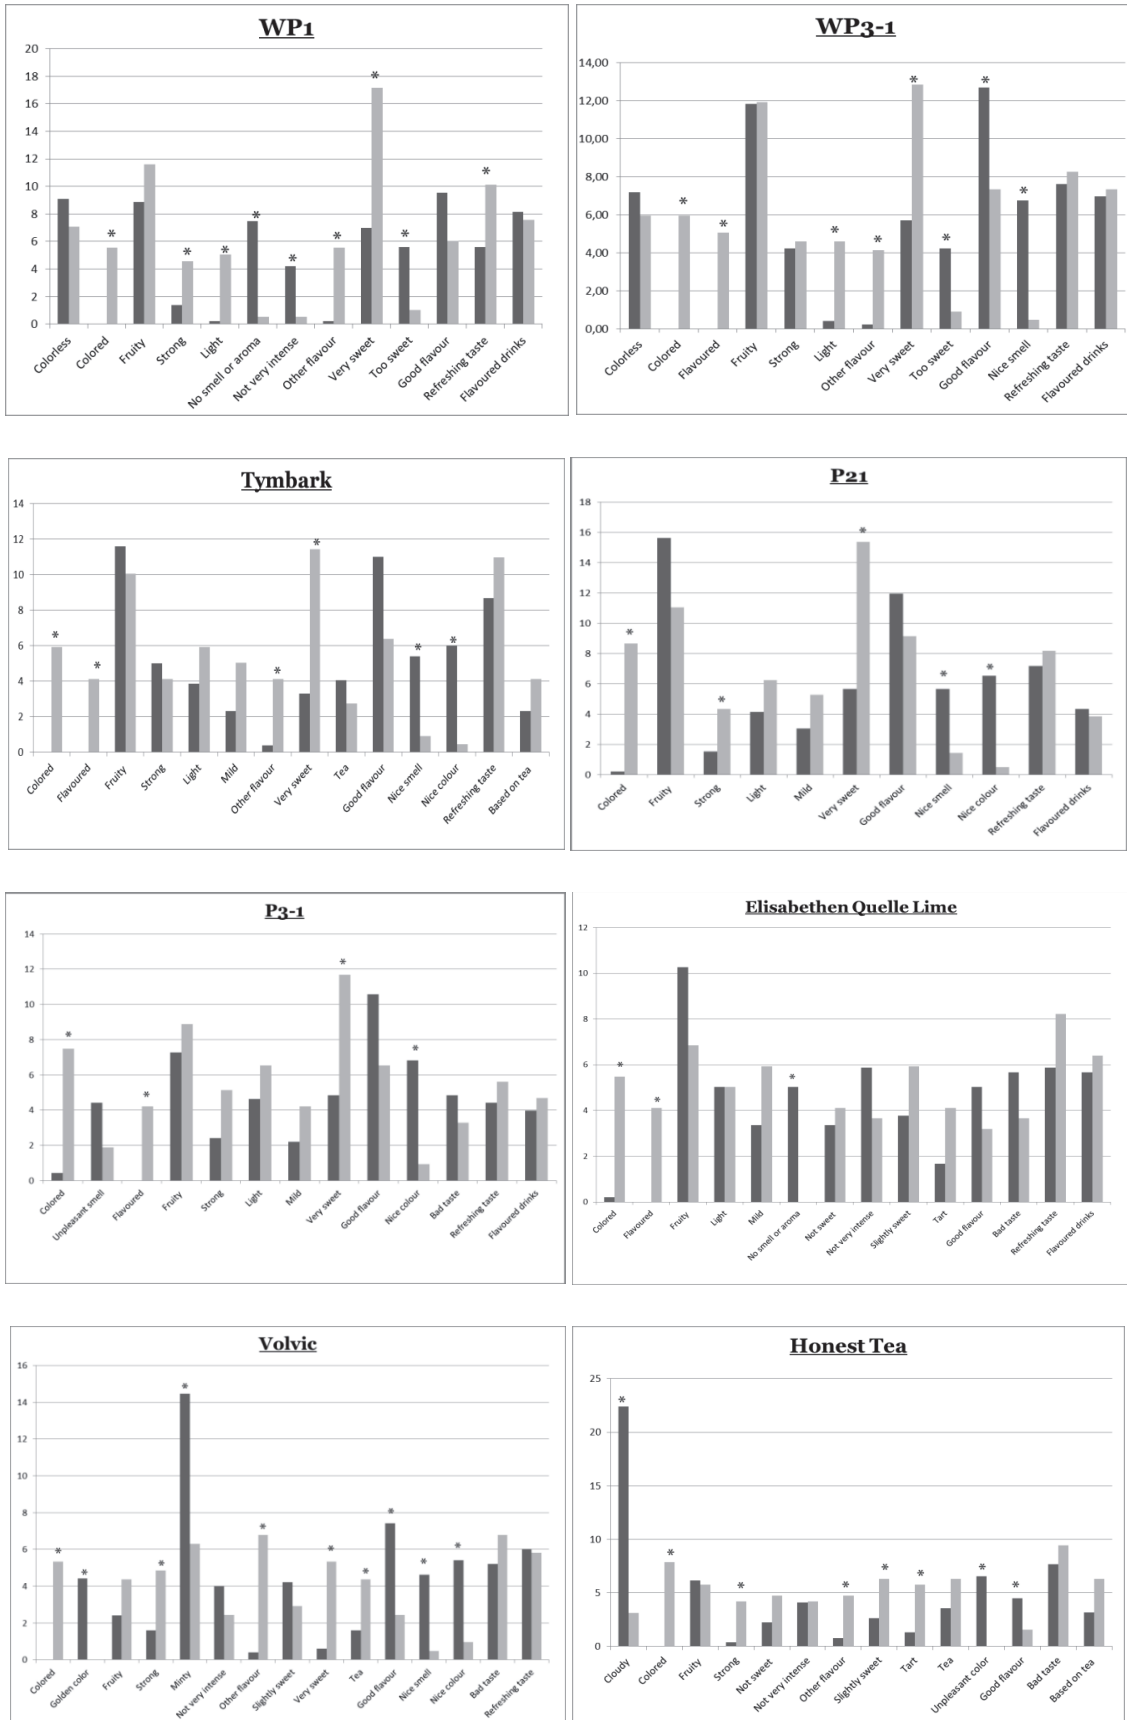 WP1
20
18
16
14
12
10
8
6
4
2
0
* * * * * * * * * *
Colorless Colored Fruity Strong Light No smell or aroma Not very intense Other flavour Very sweet Too sweet Good flavour Refreshing taste Flavoured drinks
WP3-1
14,00
12,00
10,00
8,00
6,00
4,00
2,00
0,00
* * * * * * * *
Colorless Colored Flavoured Fruity Strong Light Other flavour Very sweet Too sweet Good flavour Nice smell Refreshing taste Flavoured drinks
Tymbark
14
12
10
8
6
4
2
0
* * * * * *
Colored Flavoured Fruity Strong Light Mild Other flavour Very sweet Tea Good flavour Nice smell Nice colour Refreshing taste Based on tea
P21
18
16
14
12
10
8
6
4
2
0
* * * * *
Colored Fruity Strong Light Mild Very sweet Good flavour Nice smell Nice colour Refreshing taste Flavoured drinks
P3-1
14
12
10
8
6
4
2
0
* * * *
Colored Unpleasant smell Flavoured Fruity Strong Light Mild Very sweet Good flavour Nice colour Bad taste Refreshing taste Flavoured drinks
Elisabethen Quelle Lime
12
10
8
6
4
2
0
* * *
Colored Flavoured Fruity Light Mild No smell or aroma Not sweet Not very intense Slightly sweet Tart Good flavour Bad taste Refreshing taste Flavoured drinks
Volvic
16
14
12
10
8
6
4
2
0
* * * * * * * * * *
Colored Golden color Fruity Strong Minty Not very intense Other flavour Slightly sweet Very sweet Tea Good flavour Nice smell Nice colour Bad taste Refreshing taste
Honest Tea
25
20
15
10
5
0
* * * * * * * *
Cloudy Colored Fruity Strong Not sweet Not very intense Other flavour Slightly sweet Tart Tea Unpleasant color Good flavour Bad taste Based on tea